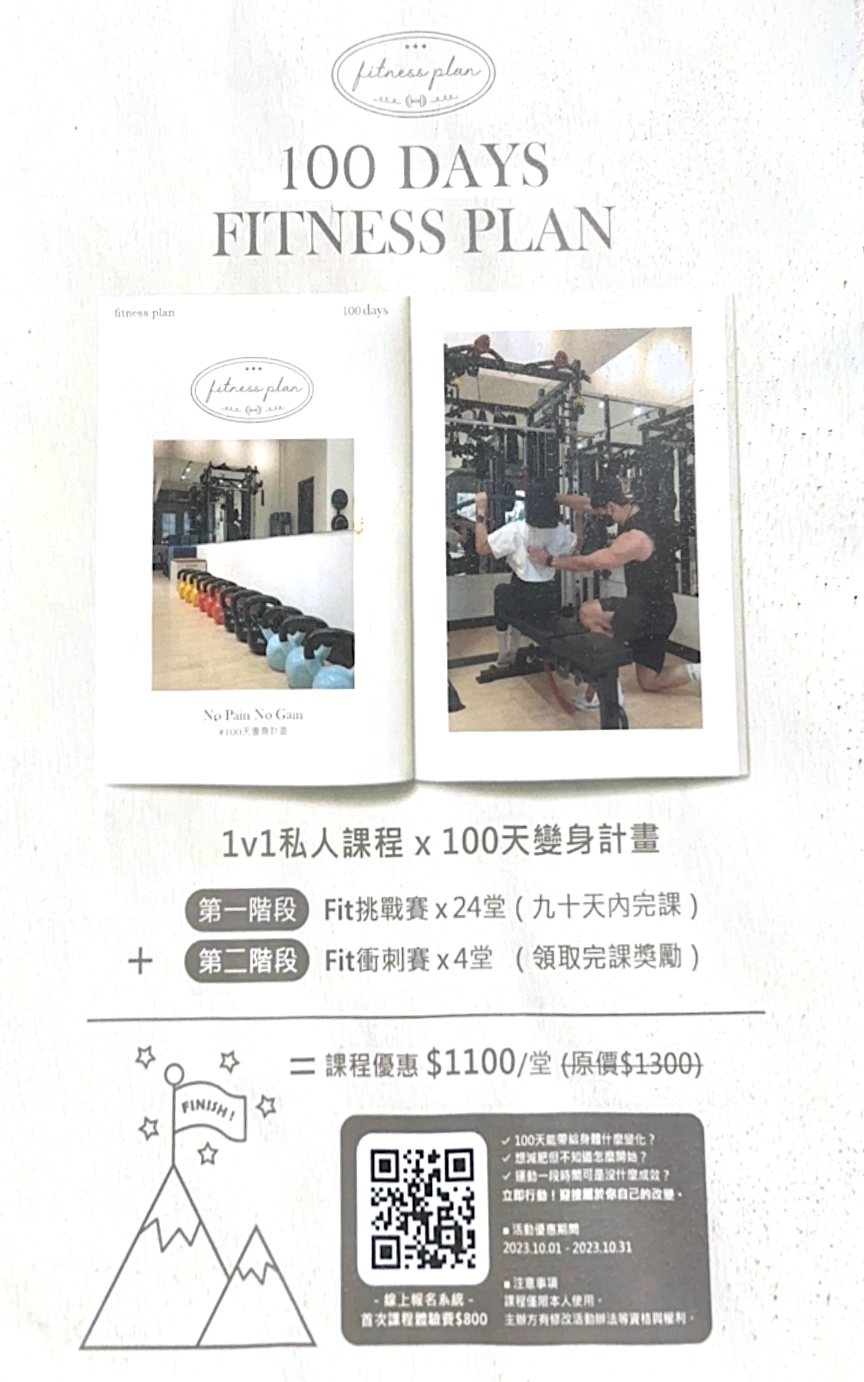 fitness plan
100 DAYS
FITNESS PLAN
fitness plan
100 days
fitness plan
No Pain No Gain
#100天變身計畫
1v1私人課程 x 100天變身計畫
第一階段 Fit挑戰賽 x 24堂 ( 九十天內完課 )
+ 第二階段 Fit衝刺賽 x 4堂 ( 領取完課獎勵 )
FINISH !
= 課程優惠 $1100/堂 (原價$1300)
✓ 100天能帶給身體什麼變化?
✓ 想減肥但不知道怎麼開始?
✓ 運動一段時間可是沒什麼成效?
立即行動!迎接屬於你自己的改變。
▪ 活動優惠期間
2023.10.01 - 2023.10.31
▪ 注意事項
課程僅限本人使用。
主辦方有修改活動辦法等資格與權利。
- 線上報名系統 -
首次課程體驗費$800